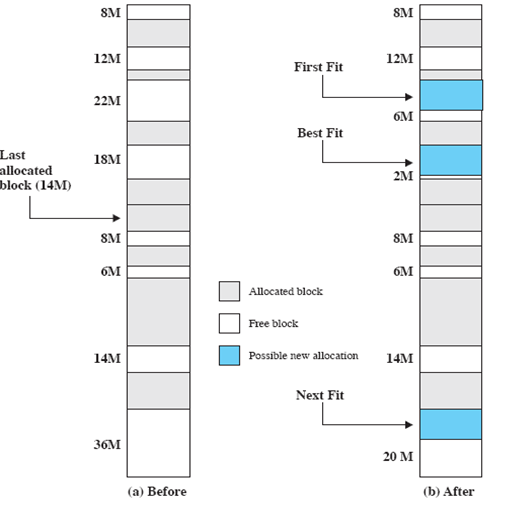 8M
12M
22M
18M
Last
allocated
block (14M)
8M
6M
14M
36M
(a) Before
Allocated block
Free block
Possible new allocation
8M
12M
First Fit
6M
Best Fit
2M
8M
6M
14M
Next Fit
20 M
(b) After